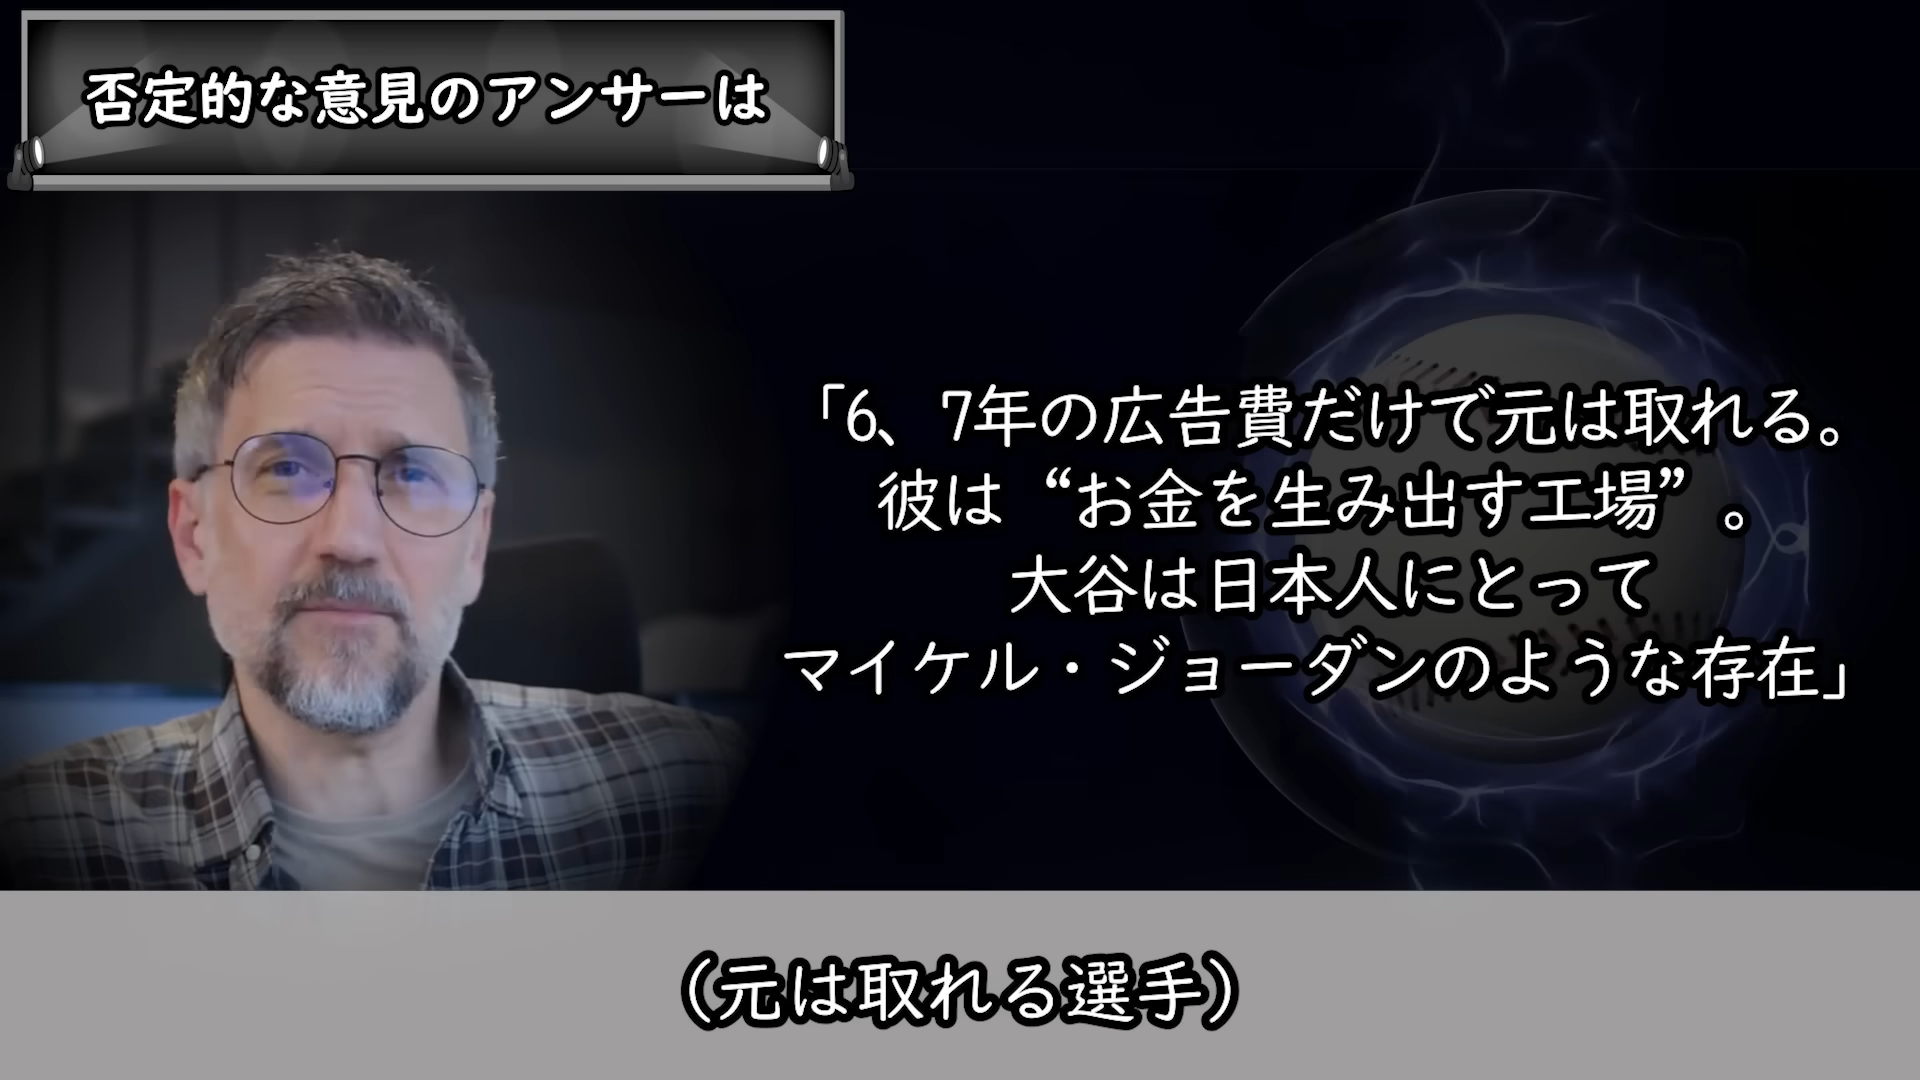 否定的な意見のアンサーは
「6、7年の広告費だけで元は取れる。
彼は“お金を生み出す工場”。
大谷は日本人にとって
マイケル・ジョーダンのような存在」
（元は取れる選手）